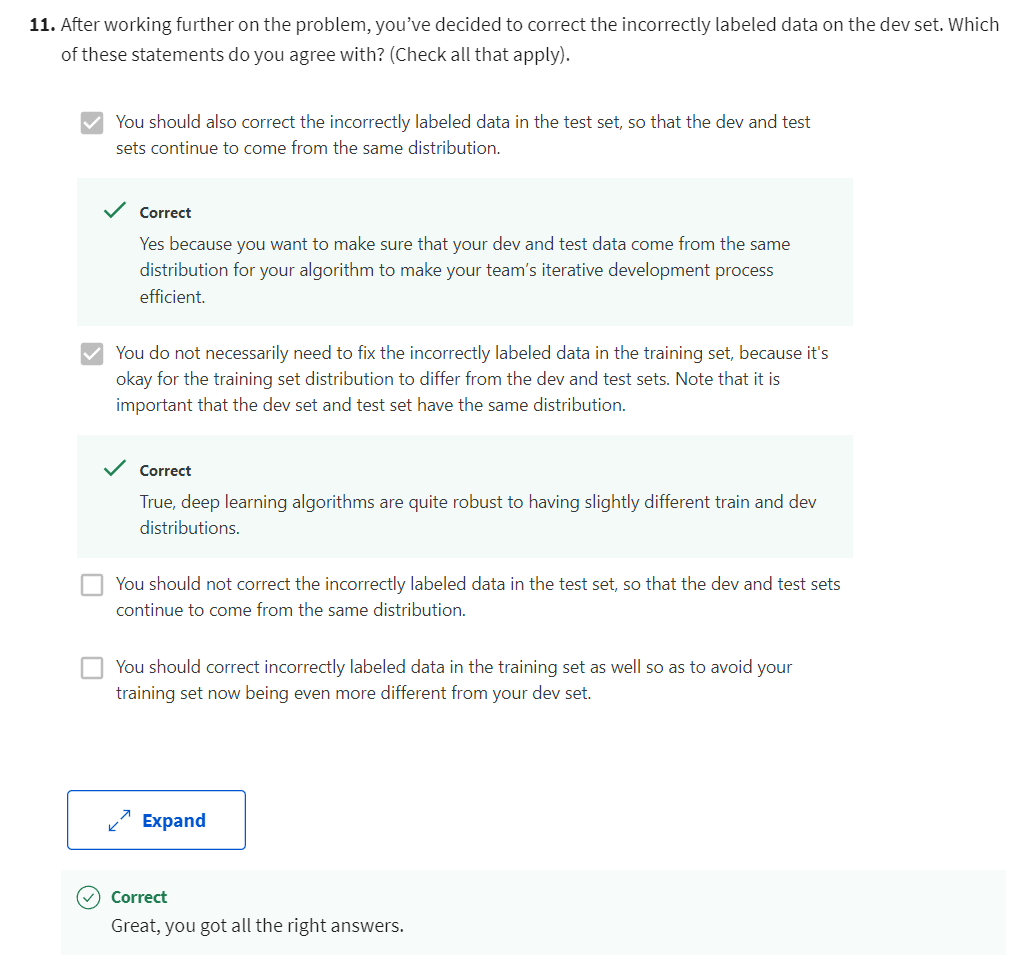 11. After working further on the problem, you’ve decided to correct the incorrectly labeled data on the dev set. Which
of these statements do you agree with? (Check all that apply).
You should also correct the incorrectly labeled data in the test set, so that the dev and test
sets continue to come from the same distribution.
Correct
Yes because you want to make sure that your dev and test data come from the same
distribution for your algorithm to make your team’s iterative development process
efficient.
You do not necessarily need to fix the incorrectly labeled data in the training set, because it's
okay for the training set distribution to differ from the dev and test sets. Note that it is
important that the dev set and test set have the same distribution.
Correct
True, deep learning algorithms are quite robust to having slightly different train and dev
distributions.
You should not correct the incorrectly labeled data in the test set, so that the dev and test sets
continue to come from the same distribution.
You should correct incorrectly labeled data in the training set as well so as to avoid your
training set now being even more different from your dev set.
Expand
Correct
Great, you got all the right answers.